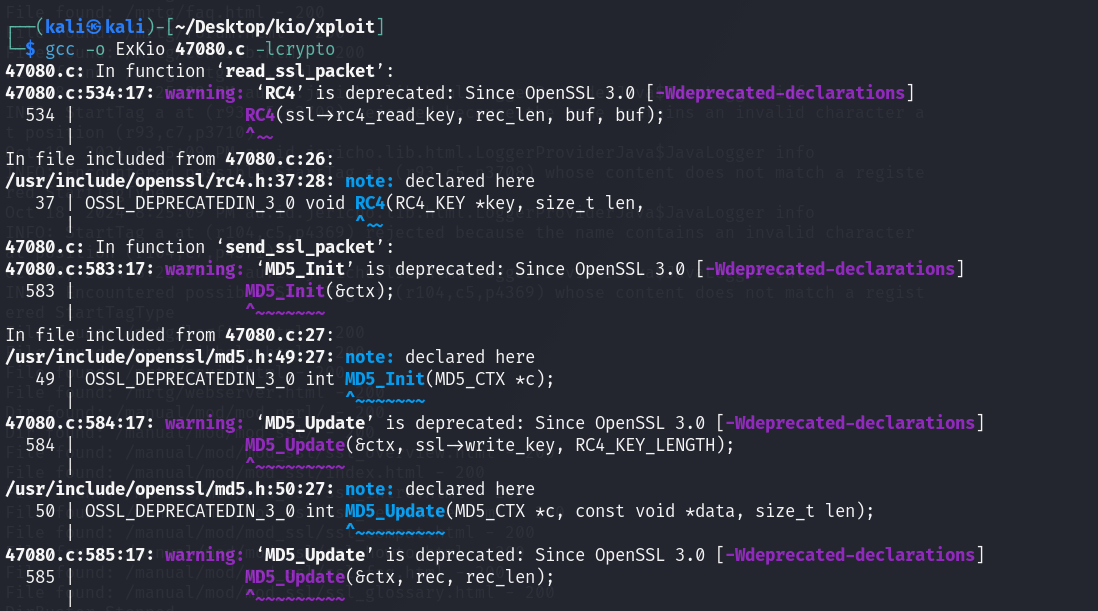 ┌──(kali㉿kali)-[~/Desktop/kio/xploit]
└─$ gcc -o ExKio 47080.c -lcrypto
47080.c: In function ‘read_ssl_packet’:
47080.c:534:17: warning: ‘RC4’ is deprecated: Since OpenSSL 3.0 [-Wdeprecated-declarations]
  534 |                 RC4(ssl->rc4_read_key, rec_len, buf, buf);
      |                 ^~~
In file included from 47080.c:26:
/usr/include/openssl/rc4.h:37:28: note: declared here
   37 | OSSL_DEPRECATEDIN_3_0 void RC4(RC4_KEY *key, size_t len,
      |                            ^~~
47080.c: In function ‘send_ssl_packet’:
47080.c:583:17: warning: ‘MD5_Init’ is deprecated: Since OpenSSL 3.0 [-Wdeprecated-declarations]
  583 |                 MD5_Init(&ctx);
      |                 ^~~~~~~~
In file included from 47080.c:27:
/usr/include/openssl/md5.h:49:27: note: declared here
   49 | OSSL_DEPRECATEDIN_3_0 int MD5_Init(MD5_CTX *c);
      |                           ^~~~~~~~
47080.c:584:17: warning: ‘MD5_Update’ is deprecated: Since OpenSSL 3.0 [-Wdeprecated-declarations]
  584 |                 MD5_Update(&ctx, ssl->write_key, RC4_KEY_LENGTH);
      |                 ^~~~~~~~~~
/usr/include/openssl/md5.h:50:27: note: declared here
   50 | OSSL_DEPRECATEDIN_3_0 int MD5_Update(MD5_CTX *c, const void *data, size_t len);
      |                           ^~~~~~~~~~
47080.c:585:17: warning: ‘MD5_Update’ is deprecated: Since OpenSSL 3.0 [-Wdeprecated-declarations]
  585 |                 MD5_Update(&ctx, rec, rec_len);
      |                 ^~~~~~~~~~